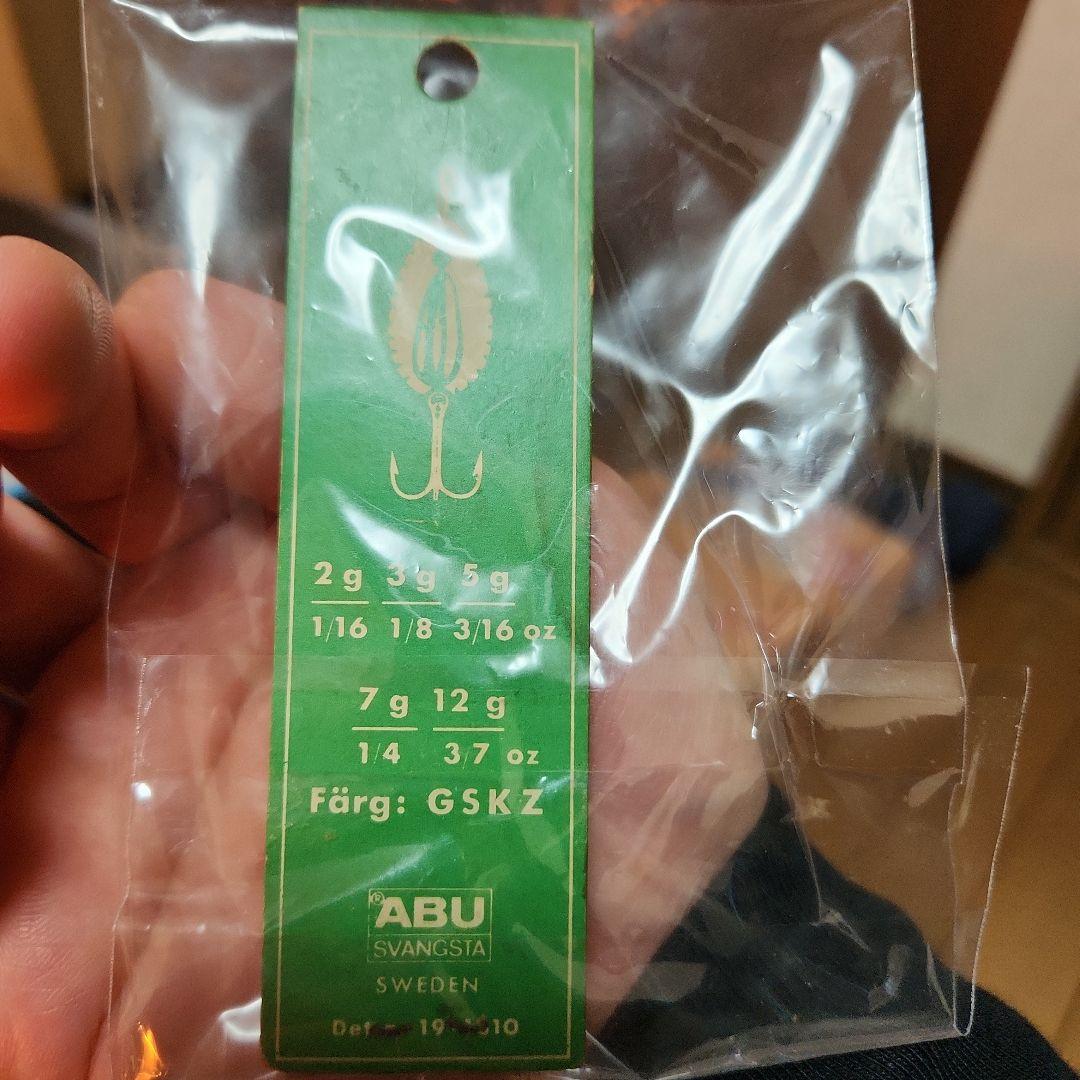 2 g 3 g 5 g
1/16 1/8 3/16 oz
7 g 12 g
1/4 3/7 oz
Färg: GSKZ
® ABU
SVANGSTA
SWEDEN